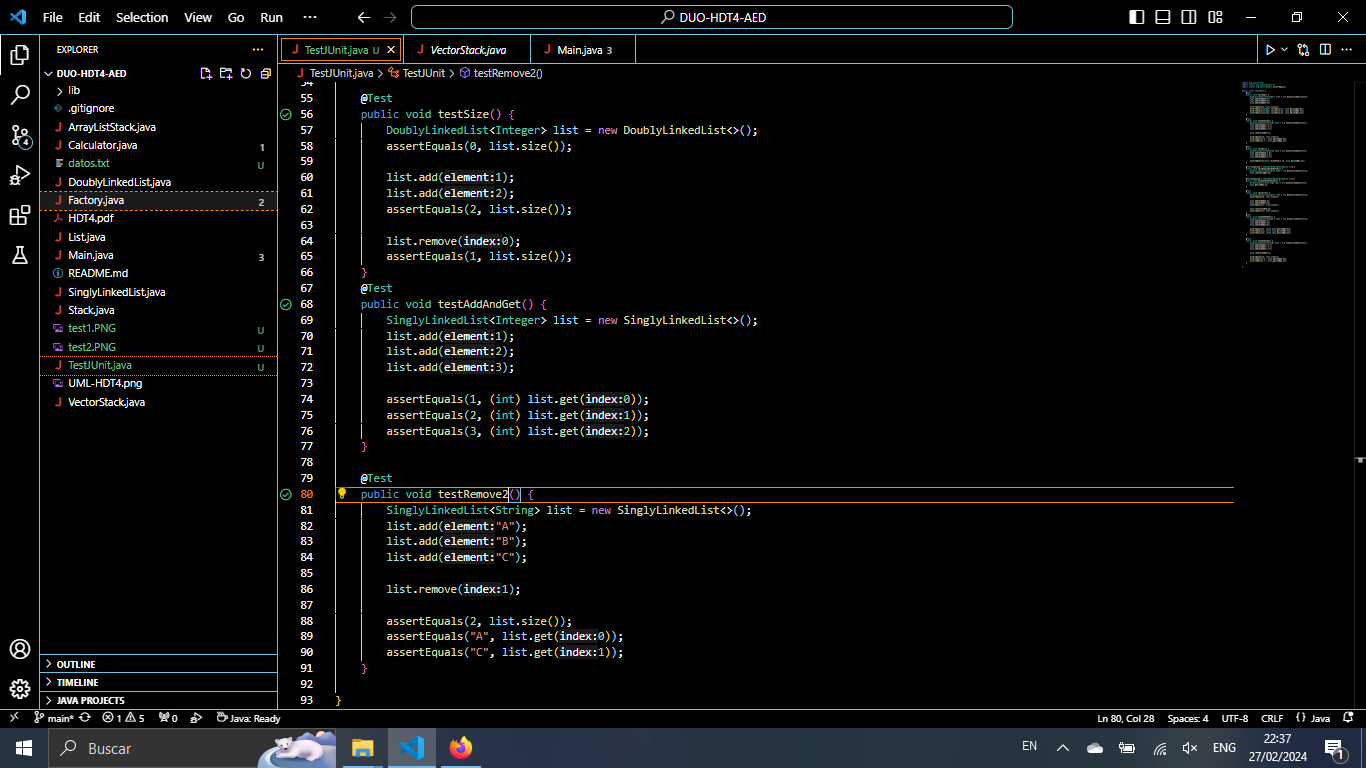 File Edit Selection View Go Run ··· DUO-HDT4-AED
EXPLORER ···
DUO-HDT4-AED
lib
.gitignore
ArrayListStack.java
Calculator.java 1
datos.txt U
DoublyLinkedList.java
Factory.java 2
HDT4.pdf
List.java
Main.java 3
README.md
SinglyLinkedList.java
Stack.java
test1.PNG U
test2.PNG U
TestJUnit.java U
UML-HDT4.png
VectorStack.java
OUTLINE
TIMELINE
JAVA PROJECTS
TestJUnit.java U VectorStack.java Main.java 3
TestJUnit.java > TestJUnit > testRemove2()
54
55 @Test
56 public void testSize() {
57 DoublyLinkedList<Integer> list = new DoublyLinkedList<>();
58 assertEquals(0, list.size());
59
60 list.add(element:1);
61 list.add(element:2);
62 assertEquals(2, list.size());
63
64 list.remove(index:0);
65 assertEquals(1, list.size());
66 }
67 @Test
68 public void testAddAndGet() {
69 SinglyLinkedList<Integer> list = new SinglyLinkedList<>();
70 list.add(element:1);
71 list.add(element:2);
72 list.add(element:3);
73
74 assertEquals(1, (int) list.get(index:0));
75 assertEquals(2, (int) list.get(index:1));
76 assertEquals(3, (int) list.get(index:2));
77 }
78
79 @Test
80 public void testRemove2() {
81 SinglyLinkedList<String> list = new SinglyLinkedList<>();
82 list.add(element:"A");
83 list.add(element:"B");
84 list.add(element:"C");
85
86 list.remove(index:1);
87
88 assertEquals(2, list.size());
89 assertEquals("A", list.get(index:0));
90 assertEquals("C", list.get(index:1));
91 }
92
93 }
4
main* 1 5 0 Java: Ready Ln 80, Col 28 Spaces: 4 UTF-8 CRLF {} Java
Buscar EN ENG 22:37
27/02/2024
1